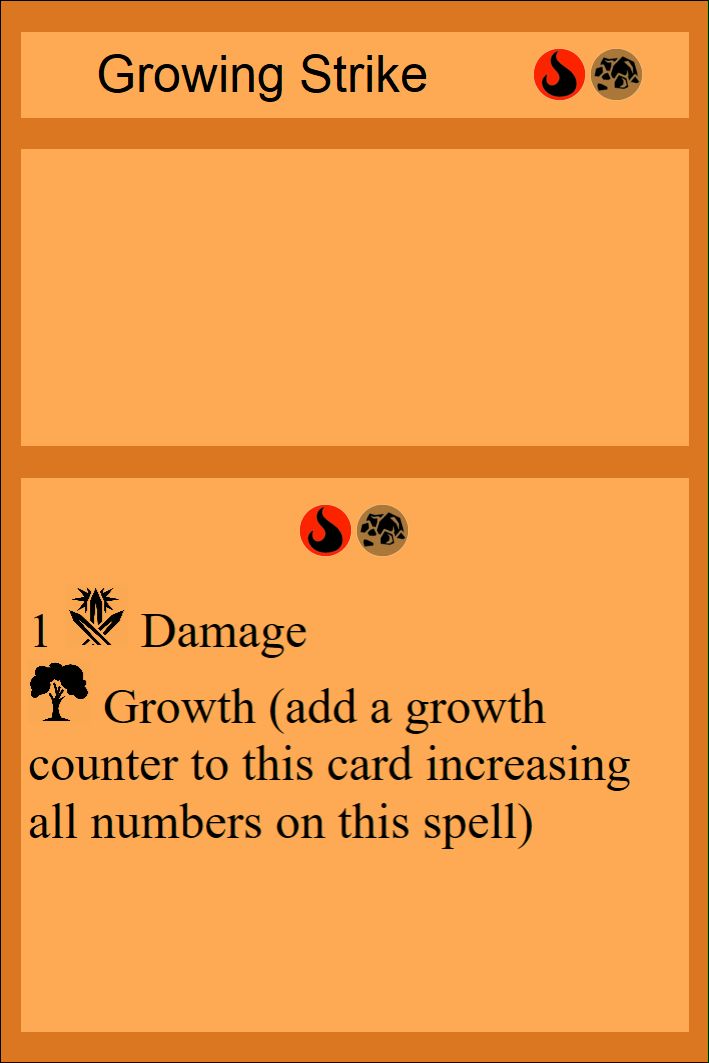 Growing Strike
1 Damage
Growth (add a growth
counter to this card increasing
all numbers on this spell)